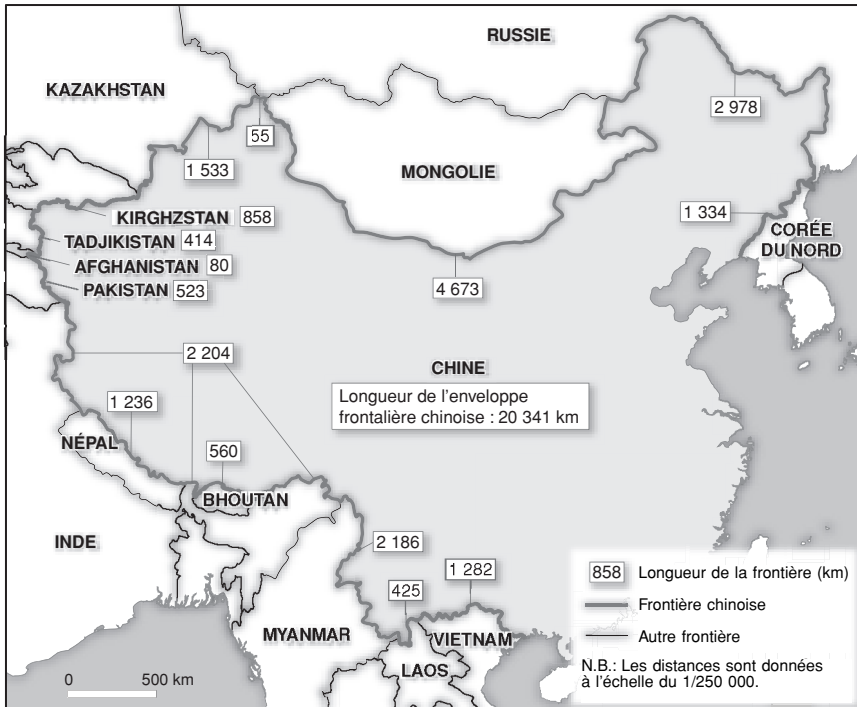 RUSSIE
KAZAKHSTAN
2 978
55
1 533
MONGOLIE
KIRGHZSTAN 858
1 334
TADJIKISTAN 414
CORÉE
DU NORD
AFGHANISTAN 80
PAKISTAN 523
4 673
2 204
CHINE
Longueur de l'enveloppe
frontalière chinoise : 20 341 km
1 236
NÉPAL
560
BHOUTAN
INDE
2 186
1 282
425
MYANMAR
VIETNAM
LAOS
858 Longueur de la frontière (km)
Frontière chinoise
Autre frontière
N.B.: Les distances sont données
à l'échelle du 1/250 000.
0 500 km